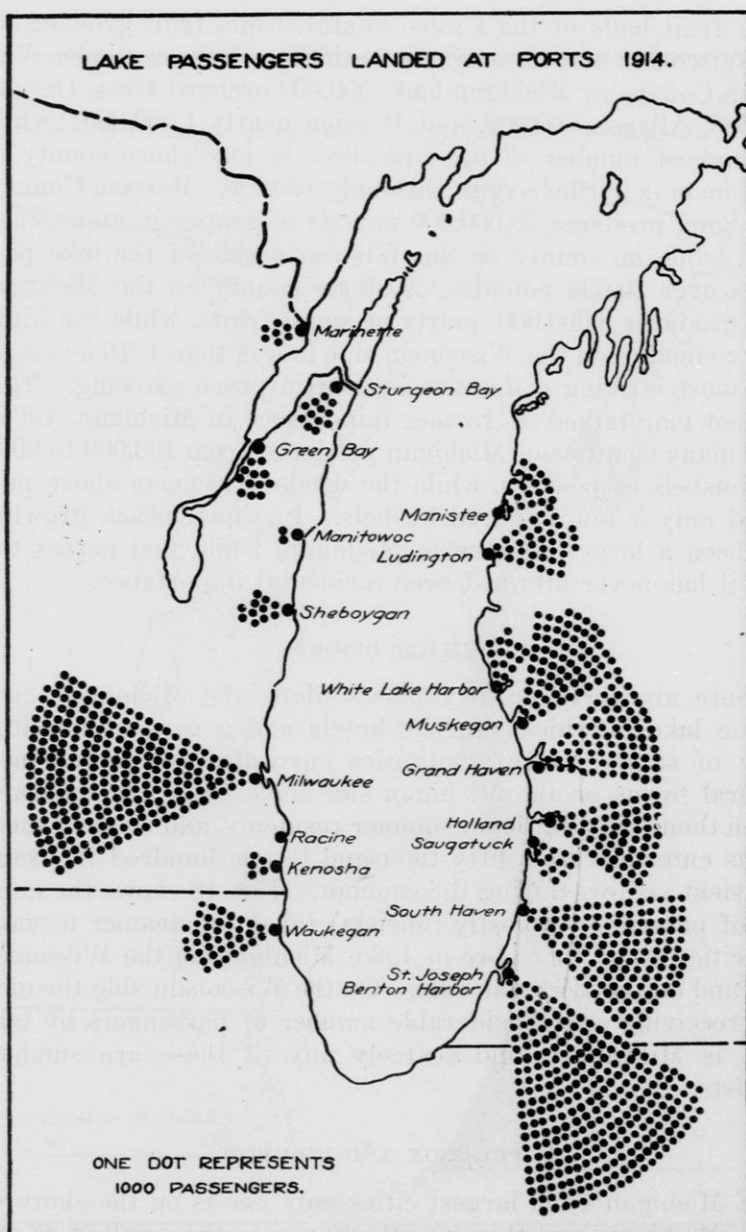 LAKE PASSENGERS LANDED AT PORTS 1914.
Marinette
Sturgeon Bay
Green Bay
Manistee
Manitowoc
Ludington
Sheboygan
White Lake Harbor
Muskegon
Grand Haven
Milwaukee
Holland
Racine
Saugatuck
Kenosha
South Haven
Waukegan
St. Joseph
Benton Harbor
ONE DOT REPRESENTS
1000 PASSENGERS.